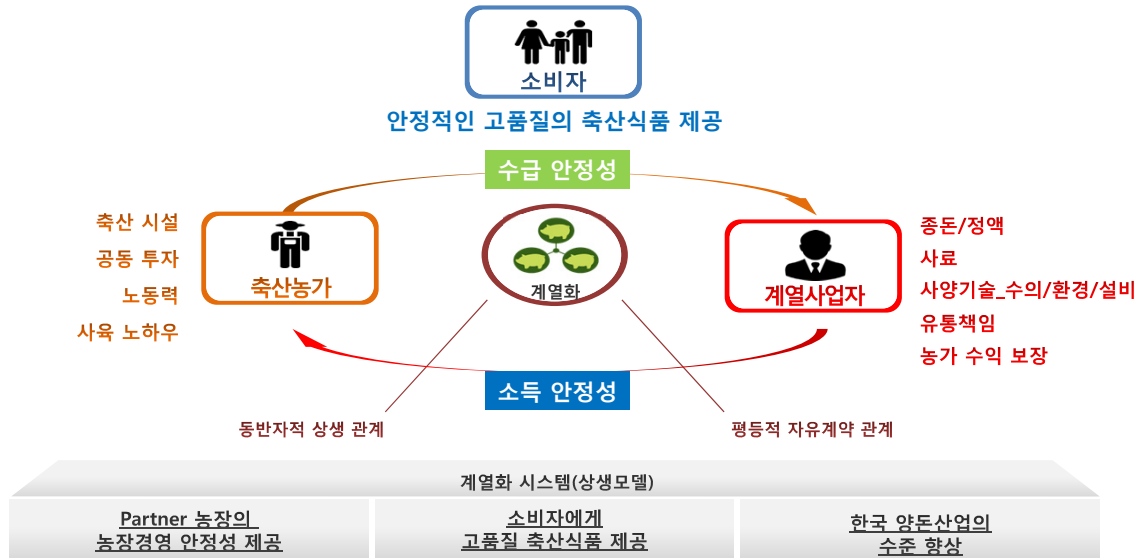 소비자
안정적인 고품질의 축산식품 제공
수급 안정성
축산 시설
공동 투자
노동력
사육 노하우
축산농가
계열화
계열사업자
종돈/정액
사료
사양기술_수의/환경/설비
유통책임
농가 수익 보장
소득 안정성
동반자적 상생 관계
평등적 자유계약 관계
계열화 시스템(상생모델)
Partner 농장의
농장경영 안정성 제공
소비자에게
고품질 축산식품 제공
한국 양돈산업의
수준 향상